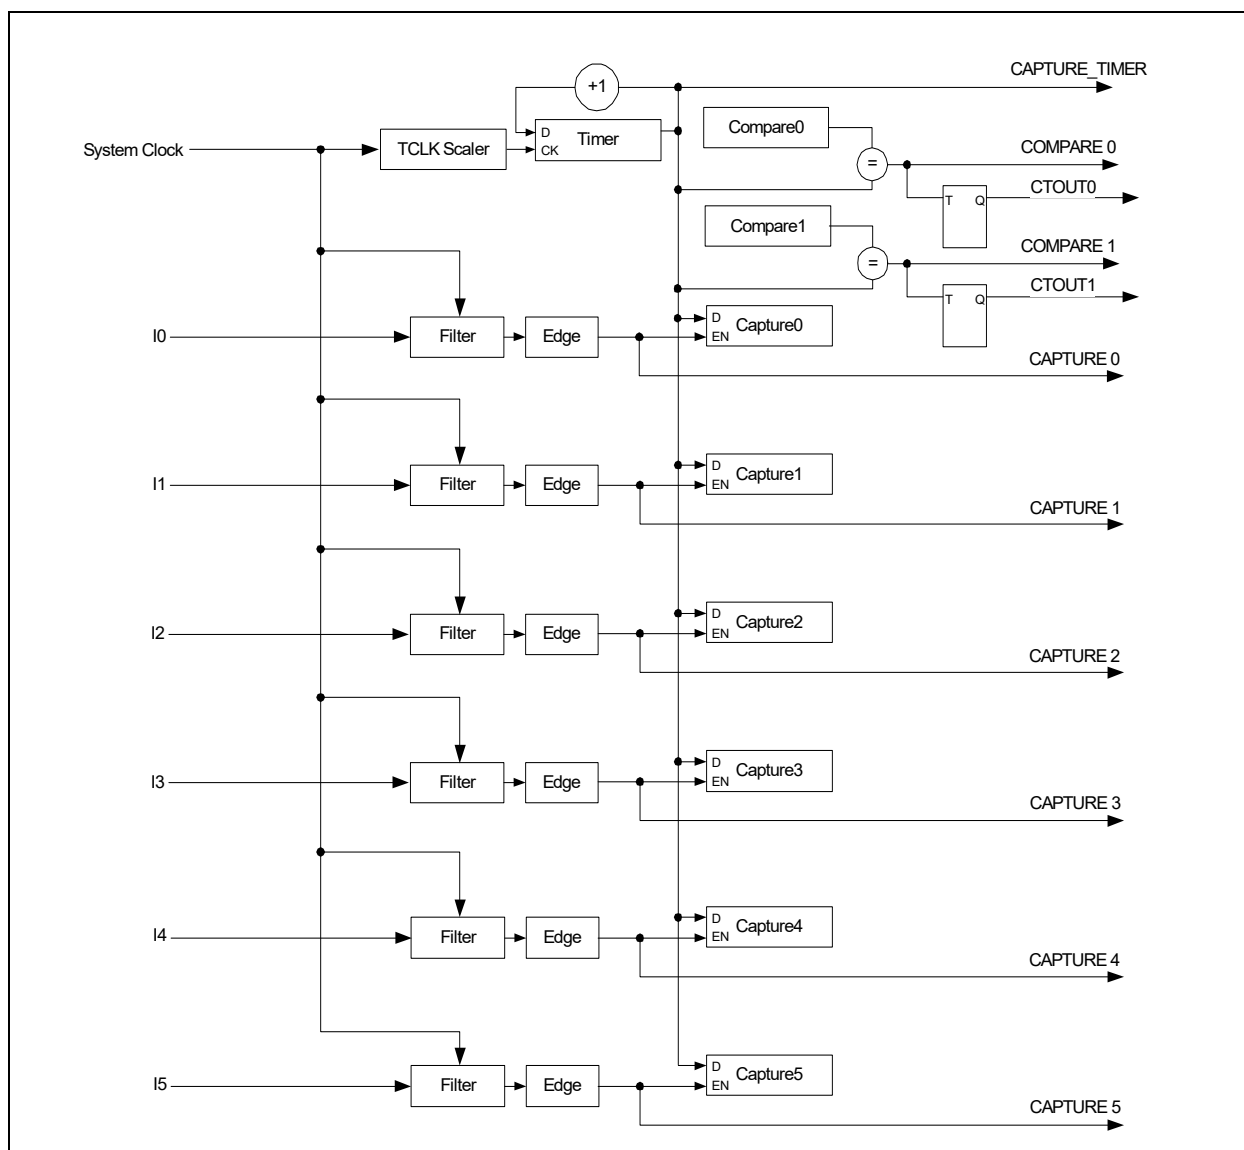 +1
CAPTURE_TIMER
System Clock
TCLK Scaler
D
CK
Timer
Compare0
=
COMPARE 0
T
Q
CTOUT0
Compare1
=
COMPARE 1
T
Q
CTOUT1
I0
Filter
Edge
D
EN
Capture0
CAPTURE 0
I1
Filter
Edge
D
EN
Capture1
CAPTURE 1
I2
Filter
Edge
D
EN
Capture2
CAPTURE 2
I3
Filter
Edge
D
EN
Capture3
CAPTURE 3
I4
Filter
Edge
D
EN
Capture4
CAPTURE 4
I5
Filter
Edge
D
EN
Capture5
CAPTURE 5